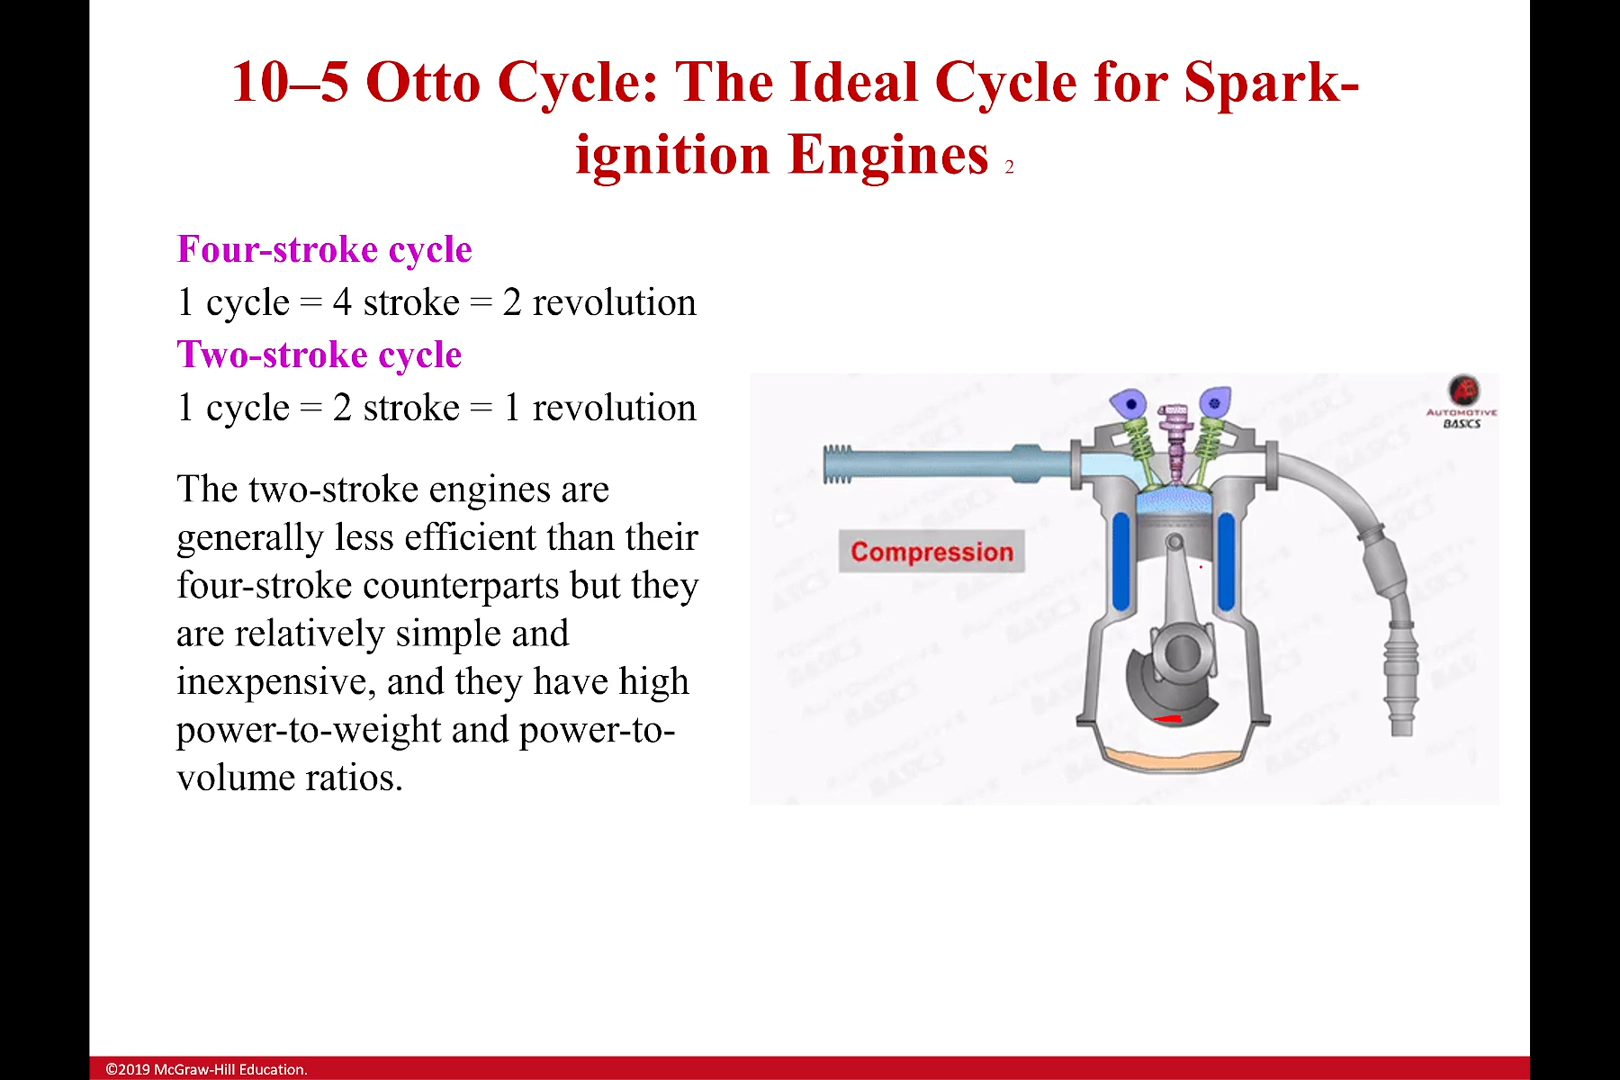 10–5 Otto Cycle: The Ideal Cycle for Spark-
ignition Engines 2
Four-stroke cycle
1 cycle = 4 stroke = 2 revolution
Two-stroke cycle
1 cycle = 2 stroke = 1 revolution
The two-stroke engines are
generally less efficient than their
four-stroke counterparts but they
are relatively simple and
inexpensive, and they have high
power-to-weight and power-to-
volume ratios.
AB
AUTOMOTIVE
BASICS
Compression
©2019 McGraw-Hill Education.